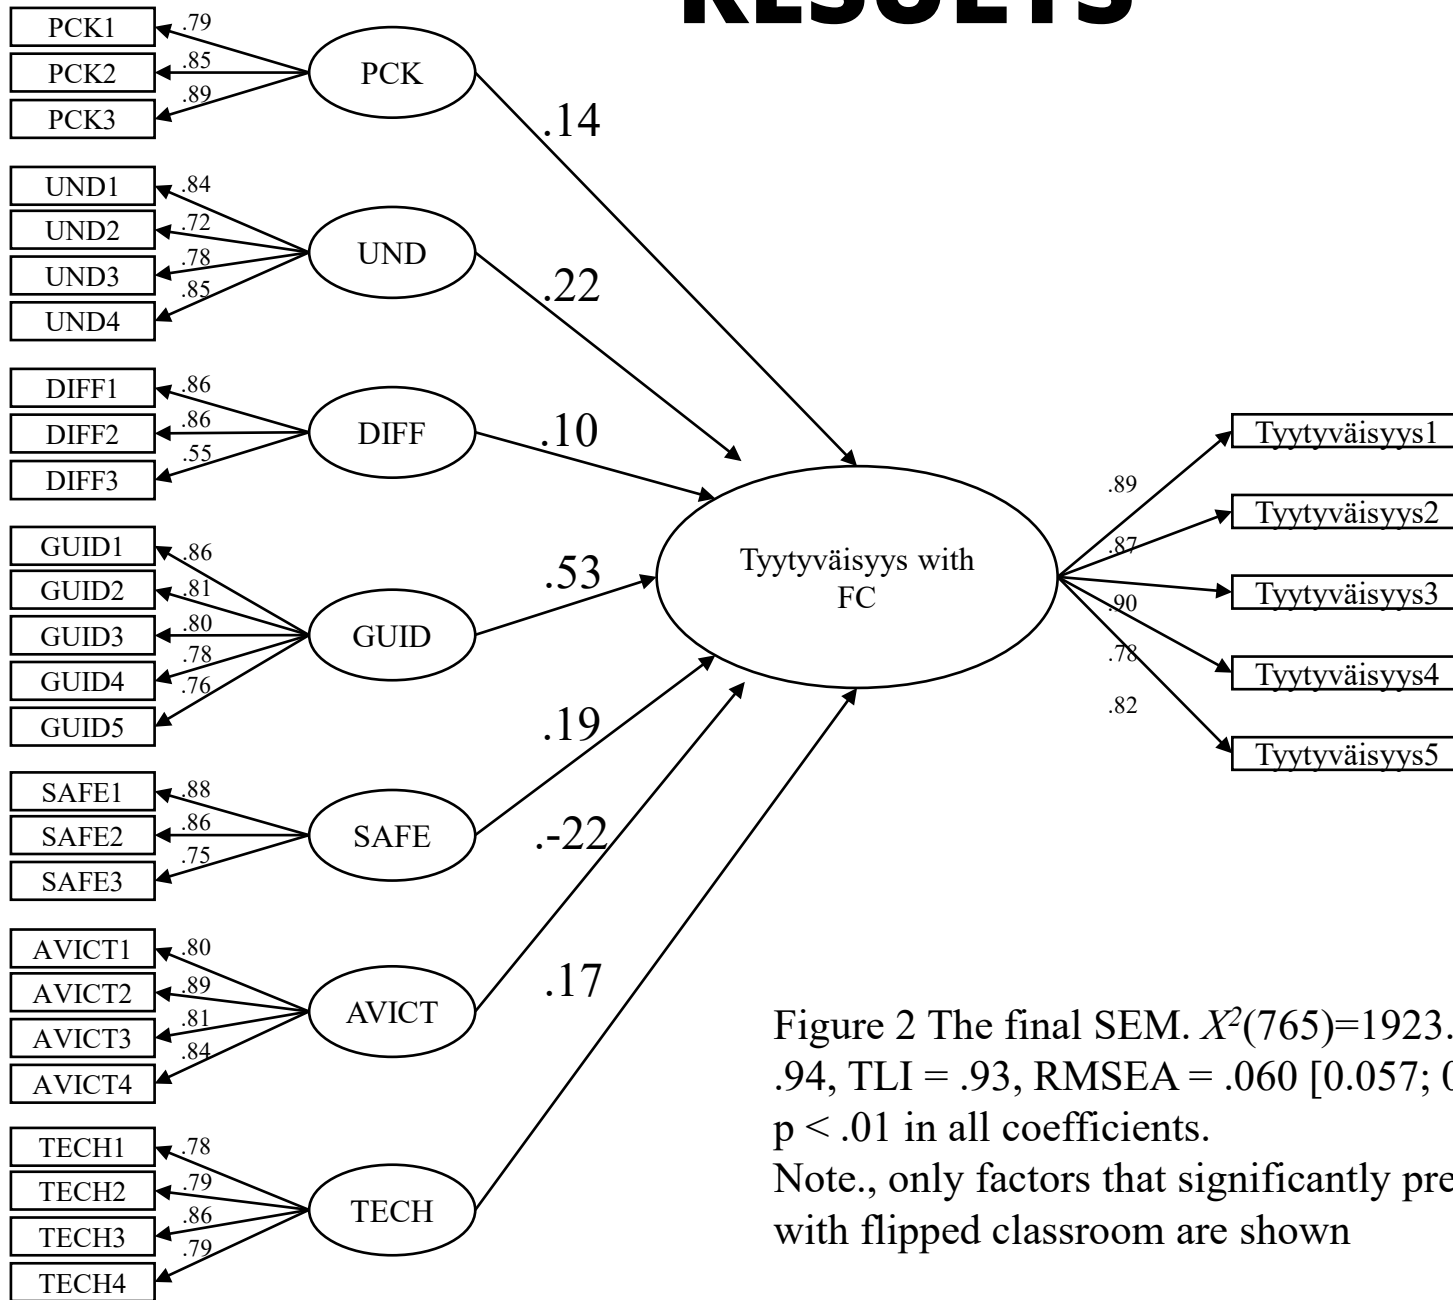 RESULTS
PCK1
.79
PCK2
.85
PCK3
.89
PCK
.14
UND1
.84
UND2
.72
UND3
.78
UND4
.85
UND
.22
DIFF1
.86
DIFF2
.86
DIFF3
.55
DIFF
.10
GUID1
.86
GUID2
.81
GUID3
.80
GUID4
.78
GUID5
.76
GUID
.53
SAFE1
.88
SAFE2
.86
SAFE3
.75
SAFE
.19
AVICT1
.80
AVICT2
.89
AVICT3
.81
AVICT4
.84
AVICT
.-22
TECH1
.78
TECH2
.79
TECH3
.86
TECH4
.79
TECH
.17
Tyytyväisyys with
FC
.89
.87
.90
.78
.82
Tyytyväisyys1
Tyytyväisyys2
Tyytyväisyys3
Tyytyväisyys4
Tyytyväisyys5
Figure 2 The final SEM. X²(765)=1923.
.94, TLI = .93, RMSEA = .060 [0.057; 0
p < .01 in all coefficients.
Note., only factors that significantly pre
with flipped classroom are shown